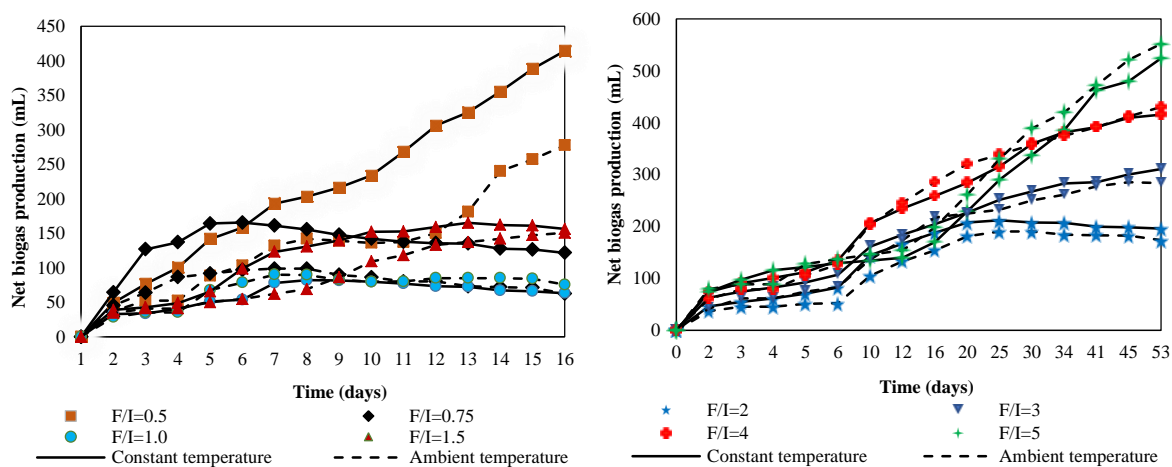 Net biogas production (mL)
450
400
350
300
250
200
150
100
50
0
1 2 3 4 5 6 7 8 9 10 11 12 13 14 15 16
Time (days)
F/I=0.5 F/I=0.75
F/I=1.0 F/I=1.5
Constant temperature Ambient temperature
Net biogas production (mL)
600
500
400
300
200
100
0
0 2 3 4 5 6 10 12 16 20 25 30 34 41 45 53
Time (days)
F/I=2 F/I=3
F/I=4 F/I=5
Constant temperature Ambient temperature